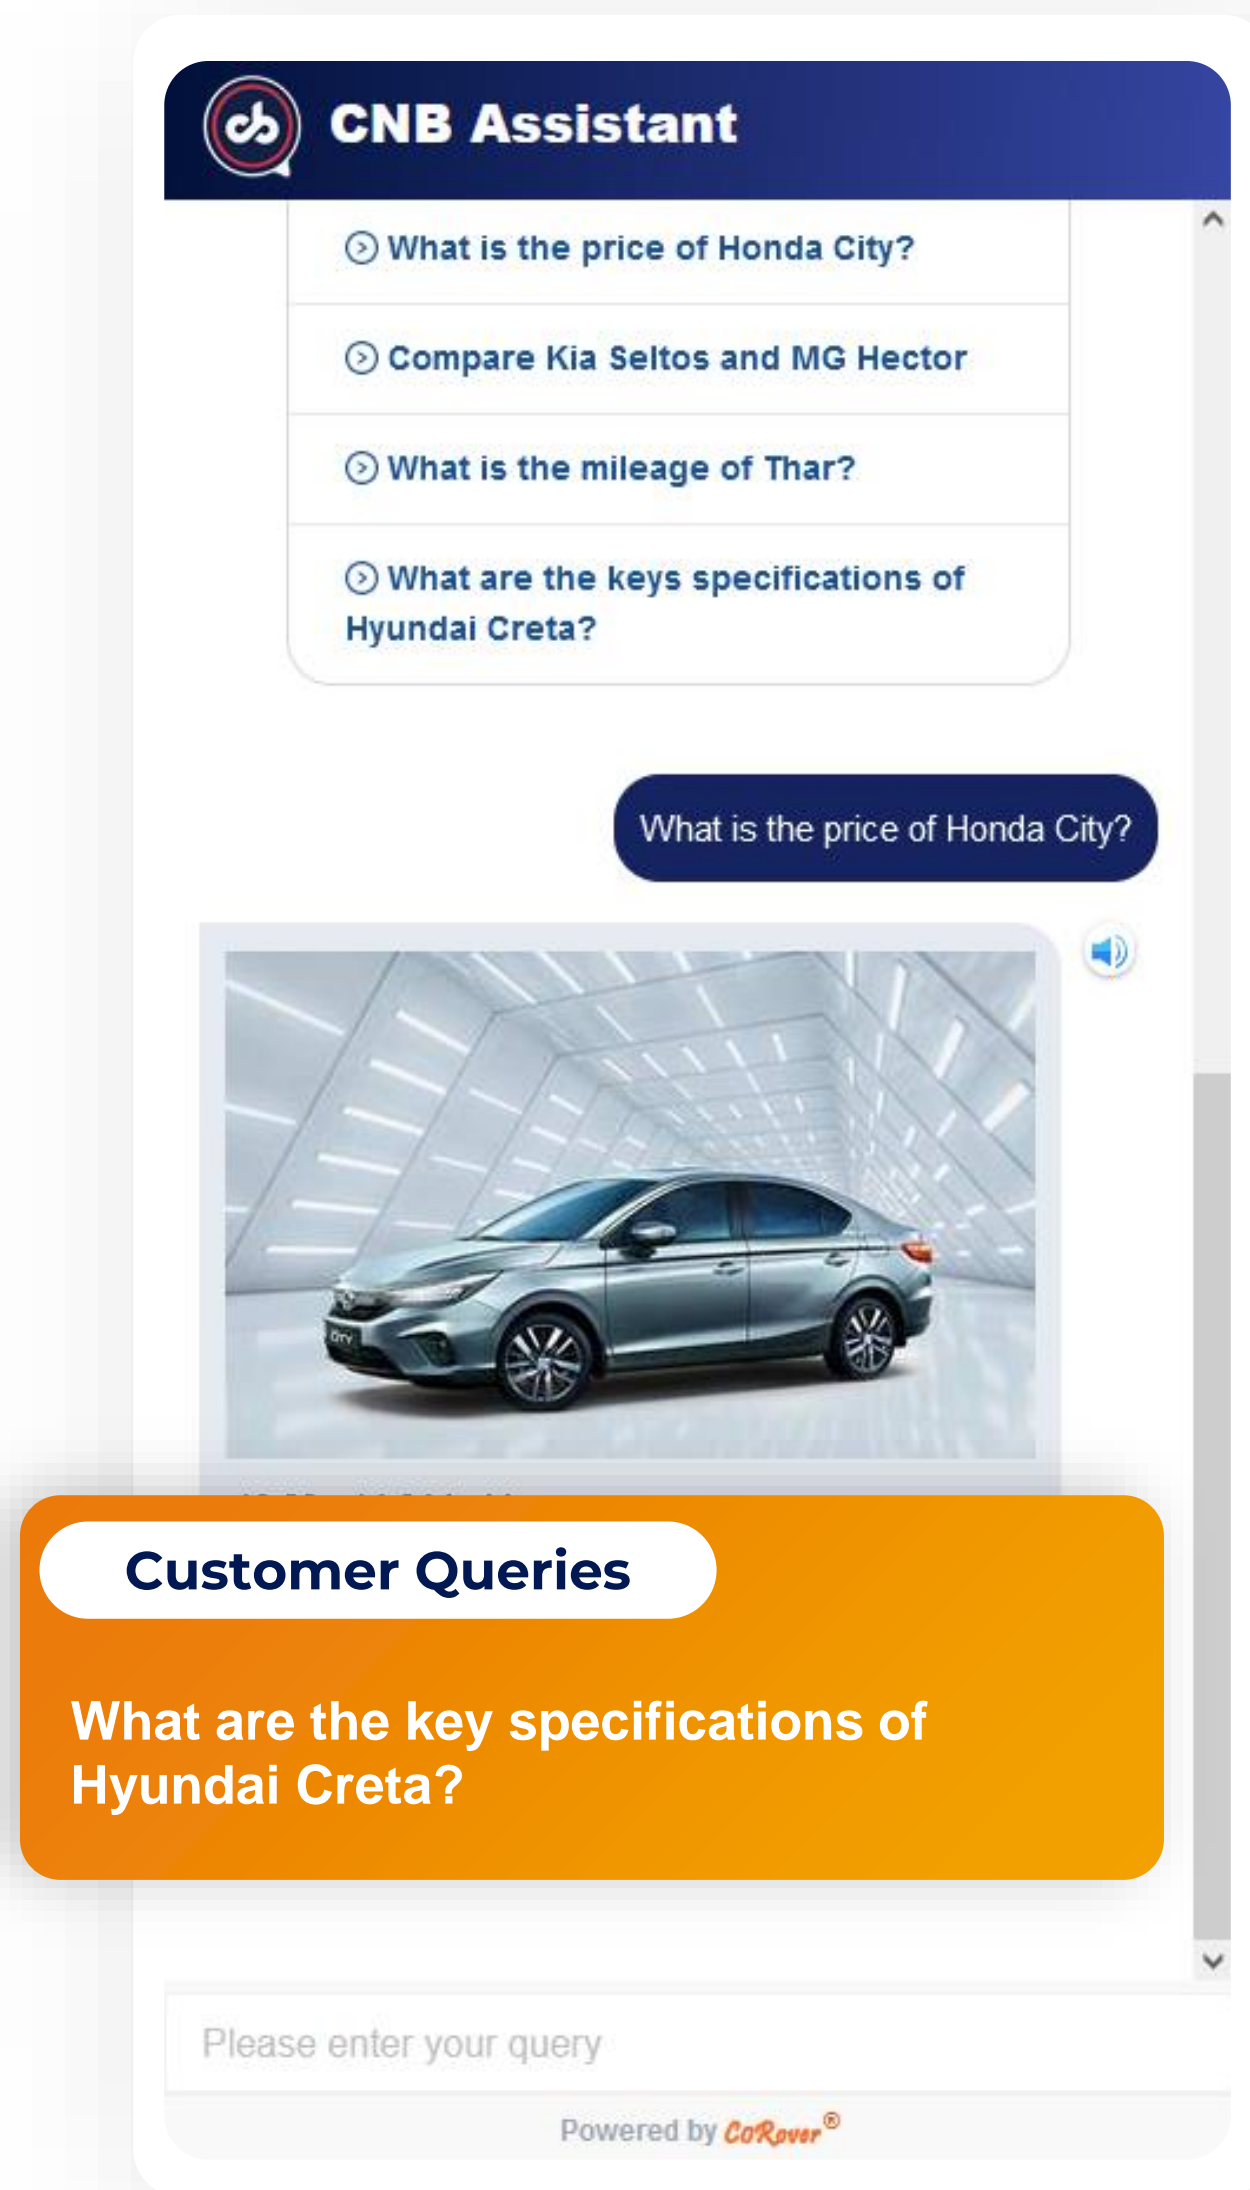 CNB Assistant
What is the price of Honda City?
Compare Kia Seltos and MG Hector
What is the mileage of Thar?
What are the keys specifications of
Hyundai Creta?
What is the price of Honda City?
CITY
Customer Queries
What are the key specifications of
Hyundai Creta?
Please enter your query
Powered by CoRover®